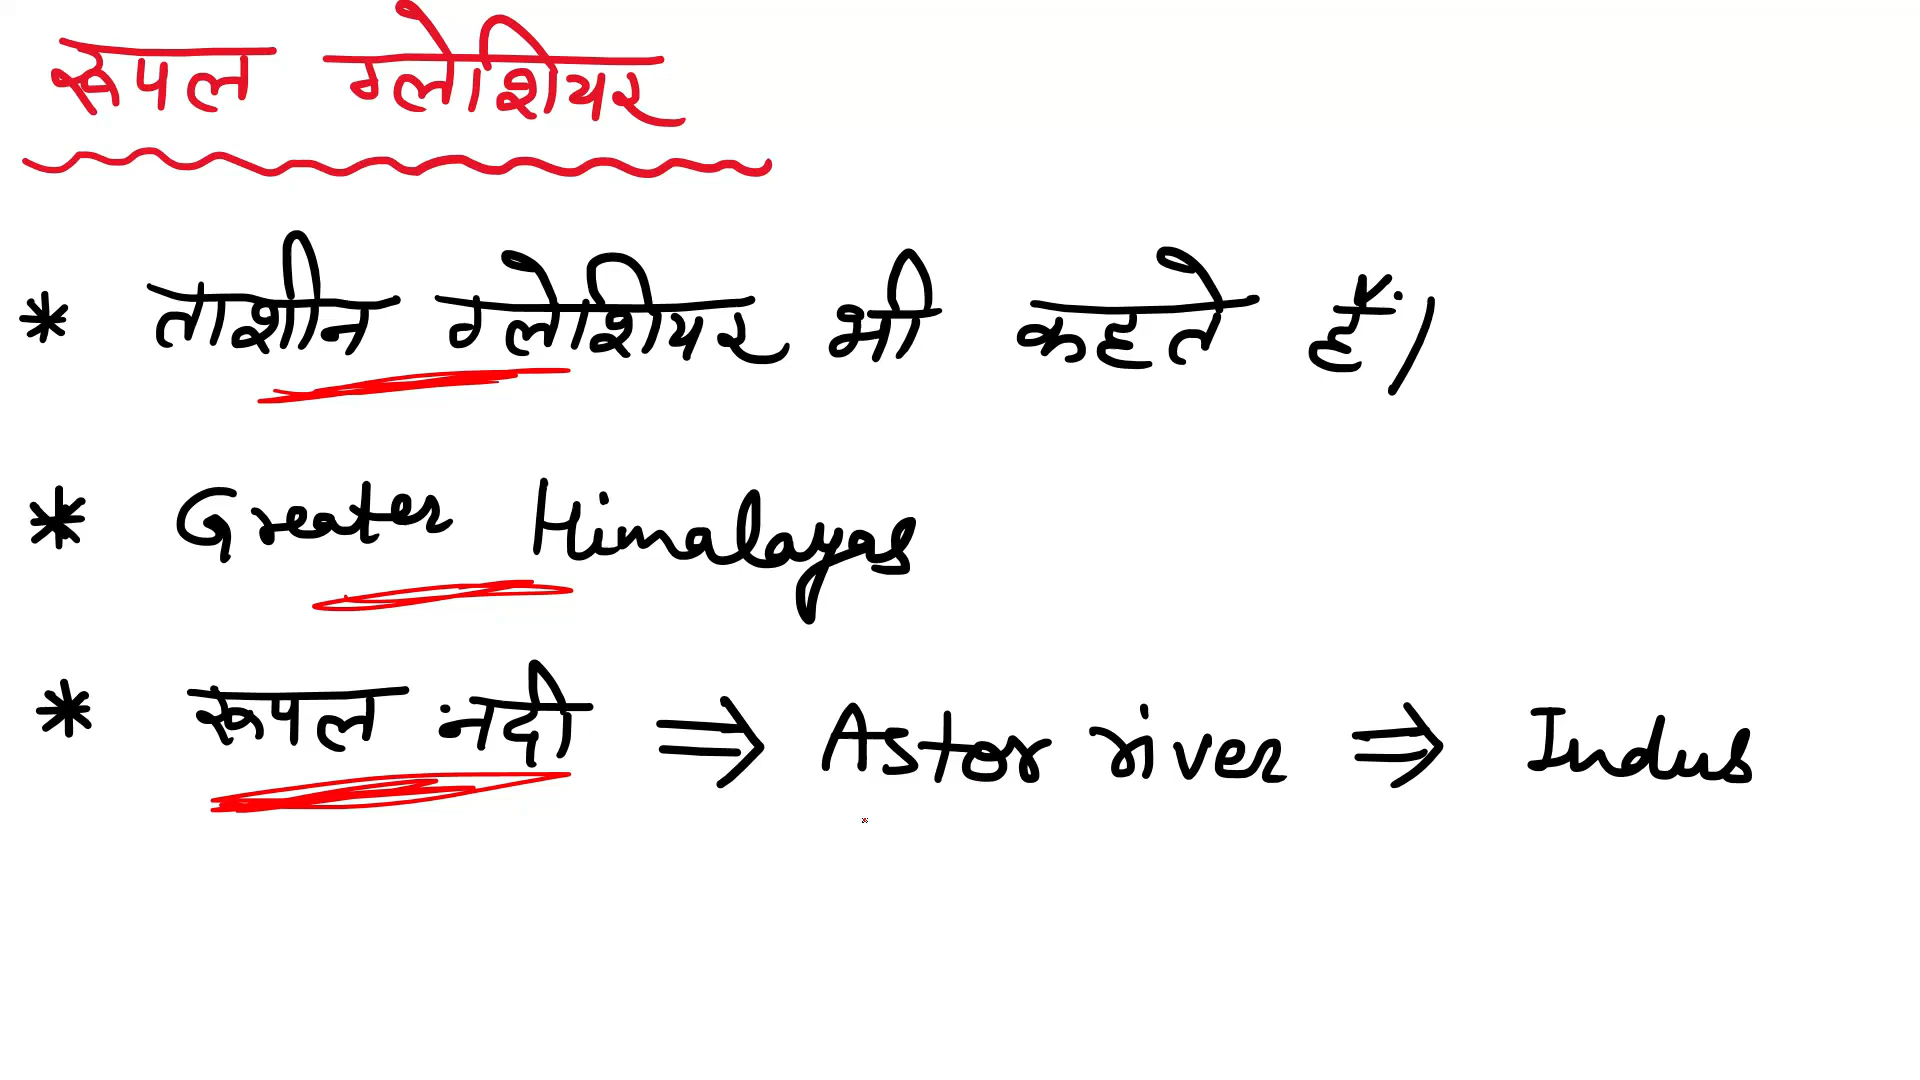 रूपल ग्लेशियर
* ताशीन ग्लेशियर भी कहते हैं।
* Greater Himalayas
* रूपल नदी ⇒ Astor river ⇒ Indus